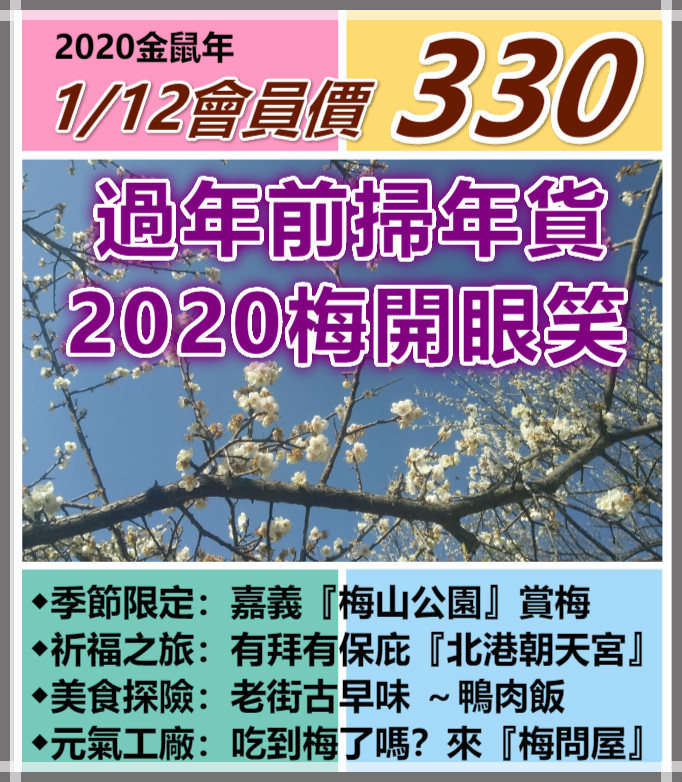 2020金鼠年
1/12會員價 330
過年前掃年貨
2020梅開眼笑
◆季節限定：嘉義『梅山公園』賞梅
◆祈福之旅：有拜有保庇『北港朝天宮』
◆美食探險：老街古早味 ～鴨肉飯
◆元氣工廠：吃到梅了嗎？來『梅問屋』